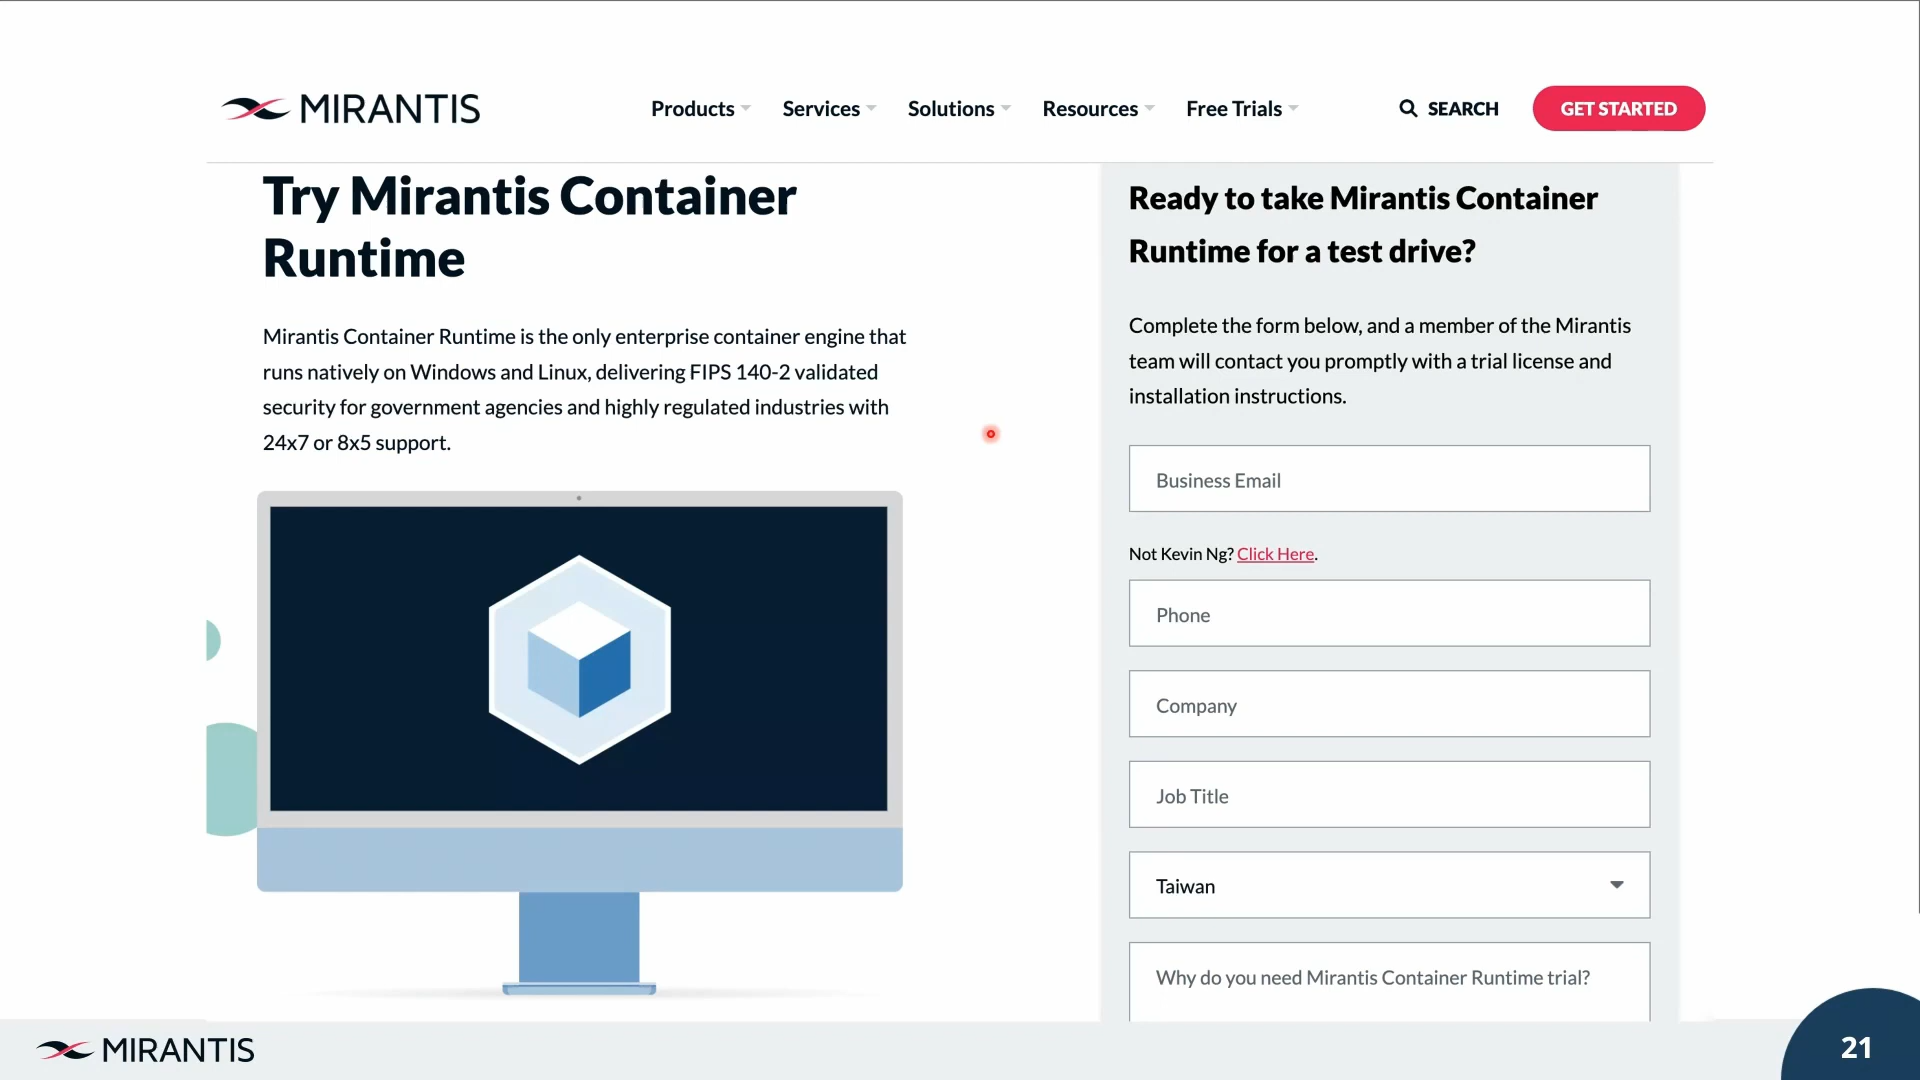 MIRANTIS
Products
Services
Solutions
Resources
Free Trials
SEARCH
GET STARTED
Try Mirantis Container
Runtime
Mirantis Container Runtime is the only enterprise container engine that
runs natively on Windows and Linux, delivering FIPS 140-2 validated
security for government agencies and highly regulated industries with
24x7 or 8x5 support.
Ready to take Mirantis Container
Runtime for a test drive?
Complete the form below, and a member of the Mirantis
team will contact you promptly with a trial license and
installation instructions.
Business Email
Not Kevin Ng? Click Here.
Phone
Company
Job Title
Taiwan
Why do you need Mirantis Container Runtime trial?
MIRANTIS
21